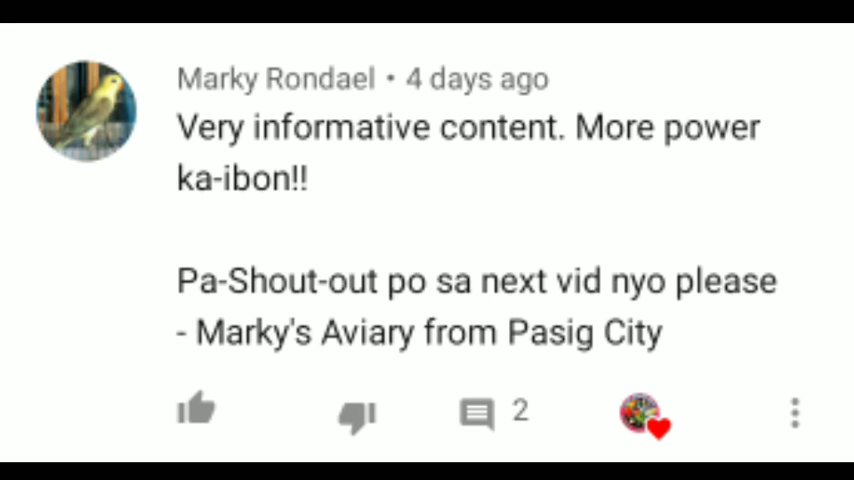 Marky Rondael • 4 days ago
Very informative content. More power
ka-ibon!!
Pa-Shout-out po sa next vid nyo please
- Marky's Aviary from Pasig City
2